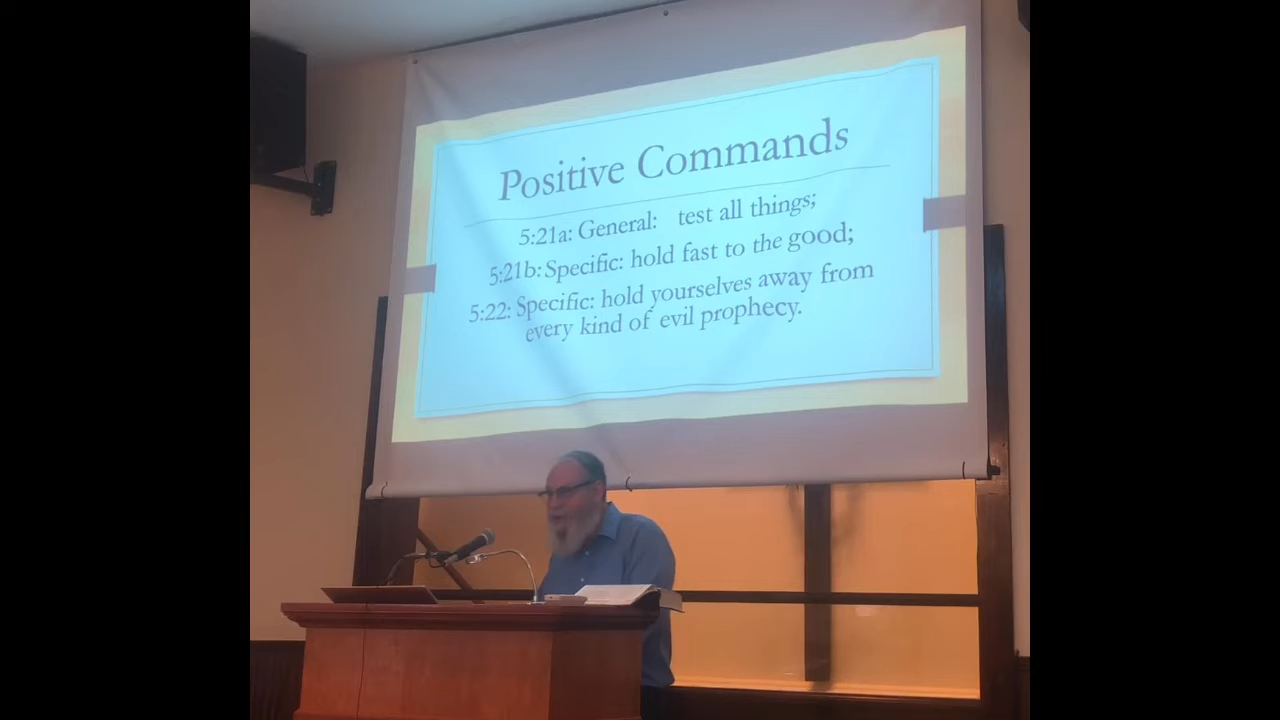 Positive Commands
5:21a: General: test all things;
5:21b: Specific: hold fast to the good;
5:22: Specific: hold yourselves away from
every kind of evil prophecy.